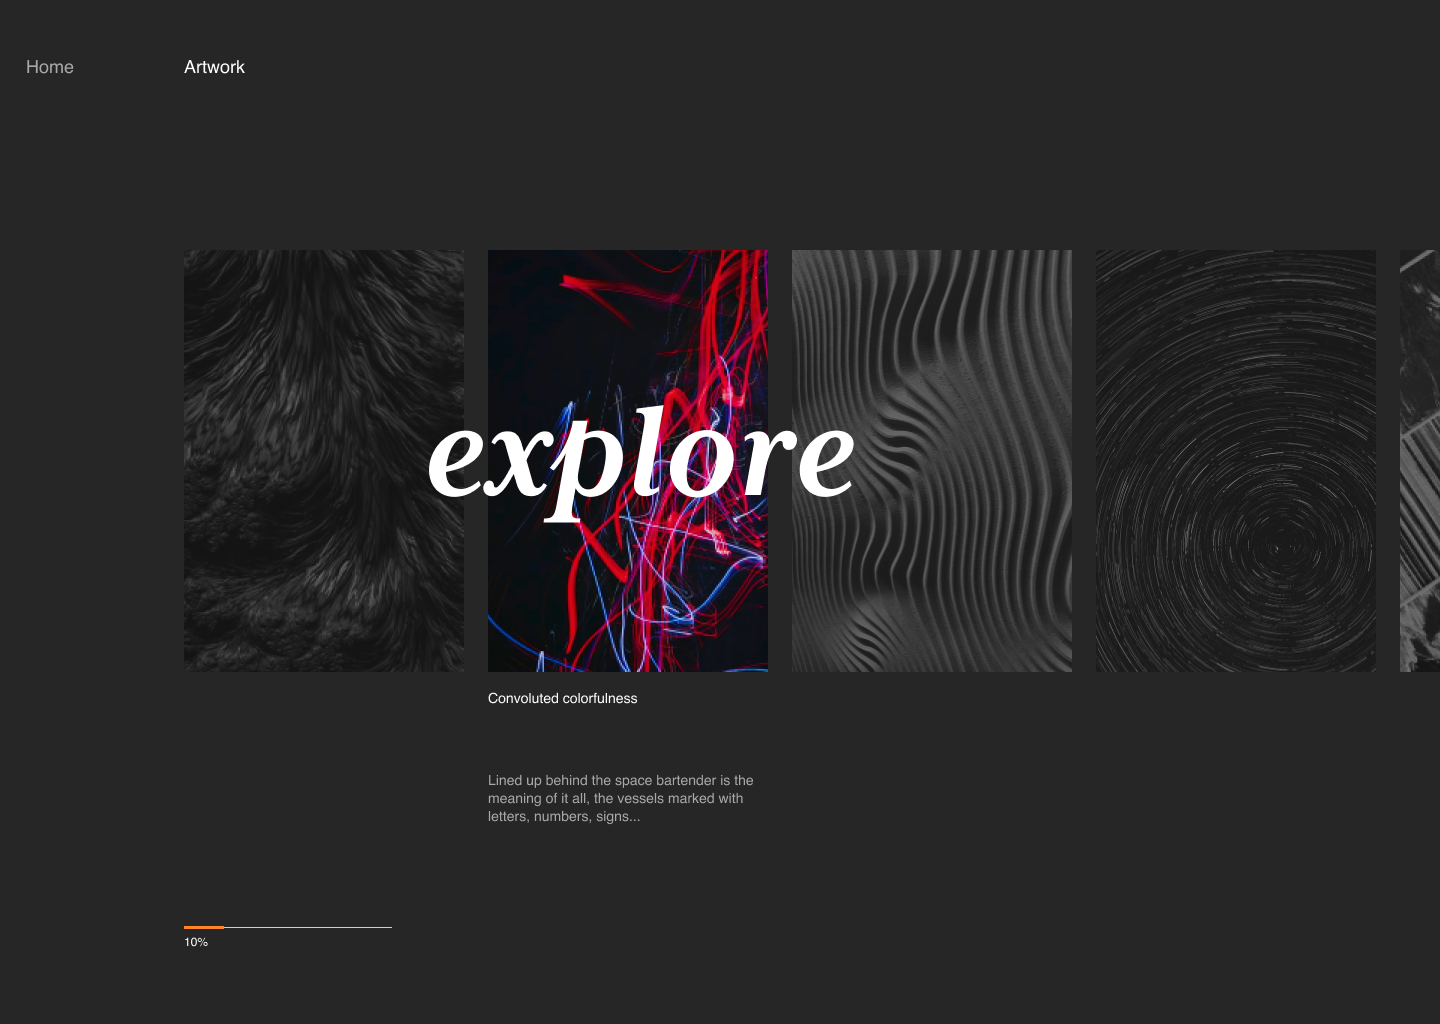 Home
Artwork
explore
Convoluted colorfulness
Lined up behind the space bartender is the
meaning of it all, the vessels marked with
letters, numbers, signs...
10%